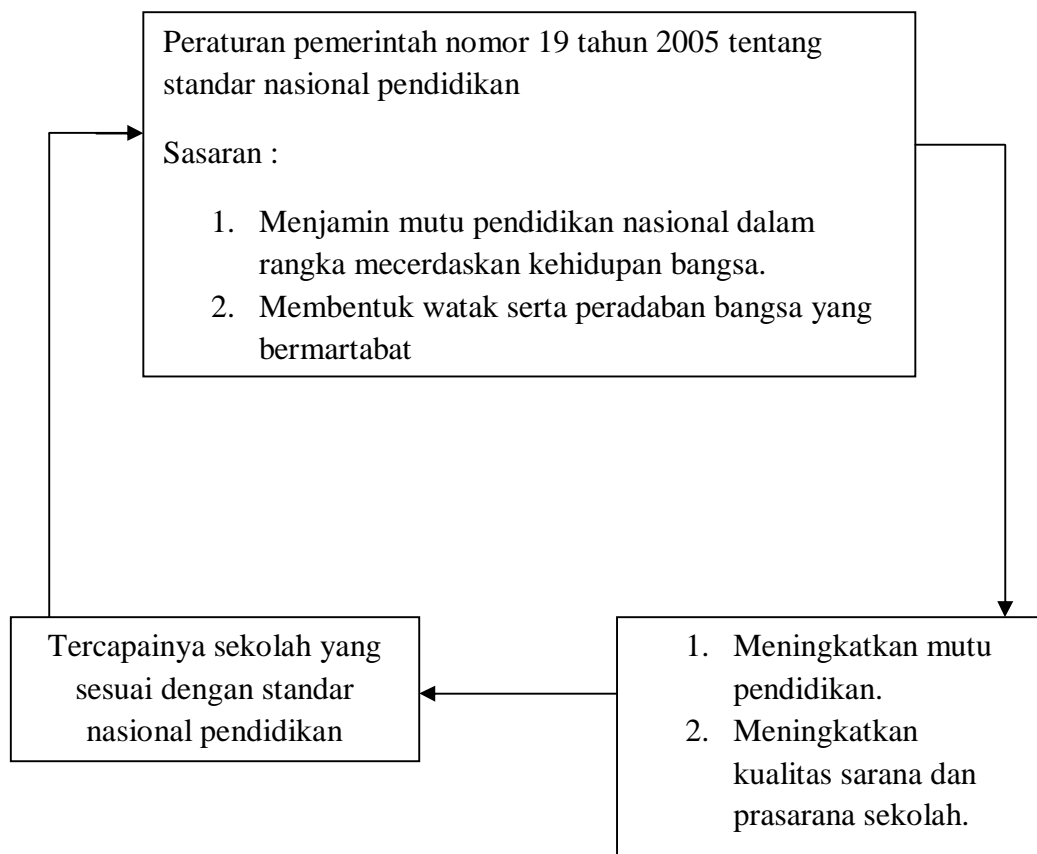 Peraturan pemerintah nomor 19 tahun 2005 tentang
standar nasional pendidikan
Sasaran :
1. Menjamin mutu pendidikan nasional dalam
rangka mecerdaskan kehidupan bangsa.
2. Membentuk watak serta peradaban bangsa yang
bermartabat
Tercapainya sekolah yang
sesuai dengan standar
nasional pendidikan
1. Meningkatkan mutu
pendidikan.
2. Meningkatkan
kualitas sarana dan
prasarana sekolah.